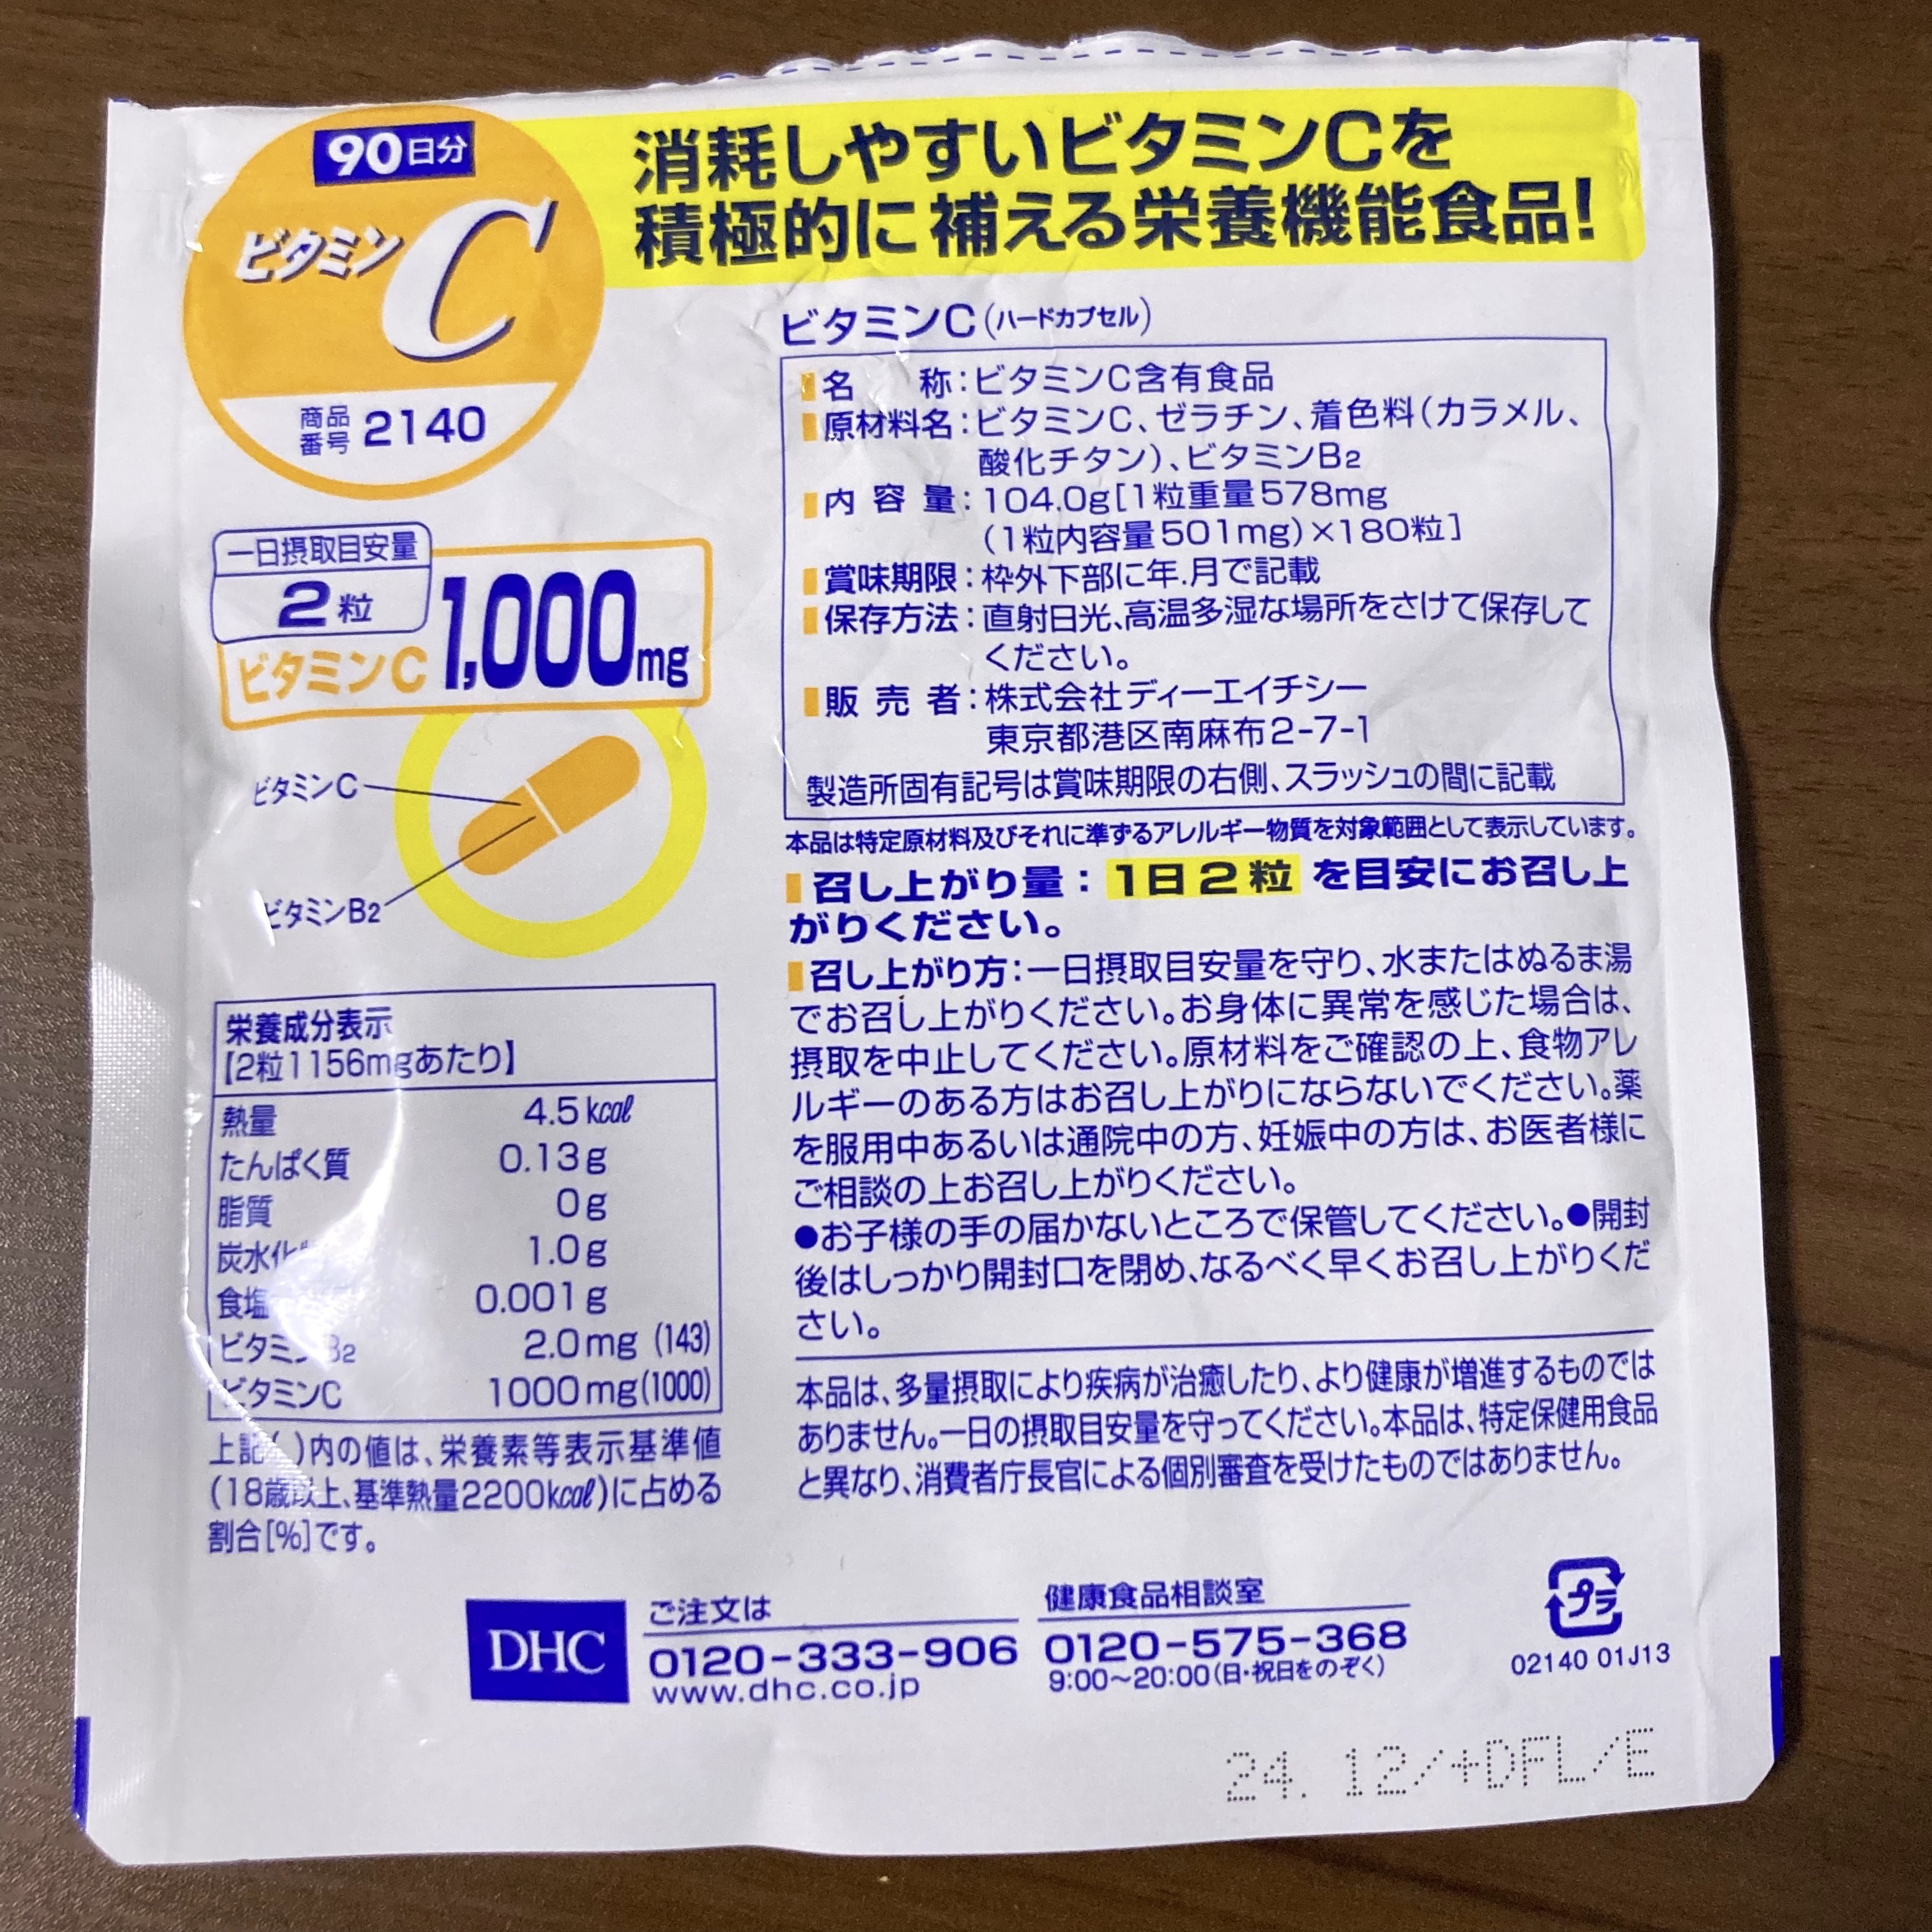 90日分
ビタミンC
商品番号 2140
消耗しやすいビタミンCを
積極的に補える栄養機能食品!
一日摂取目安量
2粒
ビタミンC 1,000mg
ビタミンC
ビタミンB2
栄養成分表示
【2粒1156mgあたり】
熱量 4.5kcal
たんぱく質 0.13g
脂質 0g
炭水化 1.0g
食塩 0.001g
ビタミンB2 2.0mg (143)
ビタミンC 1000mg(1000)
上記( )内の値は、栄養素等表示基準値
(18歳以上、基準熱量2200kcal)に占める
割合[%]です。
ビタミンC(ハードカプセル)
名 称:ビタミンC含有食品
原材料名:ビタミンC、ゼラチン、着色料(カラメル、
酸化チタン)、ビタミンB2
内 容 量:104.0g[1粒重量578mg
(1粒内容量501mg)×180粒]
賞味期限:枠外下部に年.月で記載
保存方法:直射日光、高温多湿な場所をさけて保存して
ください。
販 売 者:株式会社ディーエイチシー
東京都港区南麻布2-7-1
製造所固有記号は賞味期限の右側、スラッシュの間に記載
本品は特定原材料及びそれに準ずるアレルギー物質を対象範囲として表示しています。
召し上がり量:1日2粒を目安にお召し上
がりください。
召し上がり方:一日摂取目安量を守り、水またはぬるま湯
でお召し上がりください。お身体に異常を感じた場合は、
摂取を中止してください。原材料をご確認の上、食物アレ
ルギーのある方はお召し上がりにならないでください。薬
を服用中あるいは通院中の方、妊娠中の方は、お医者様に
ご相談の上お召し上がりください。
●お子様の手の届かないところで保管してください。●開封
後はしっかり開封口を閉め、なるべく早くお召し上がりくだ
さい。
本品は、多量摂取により疾病が治癒したり、より健康が増進するものでは
ありません。一日の摂取目安量を守ってください。本品は、特定保健用食品
と異なり、消費者庁長官による個別審査を受けたものではありません。
DHC
ご注文は
0120-333-906
www.dhc.co.jp
健康食品相談室
0120-575-368
9:00~20:00(日・祝日をのぞく)
プラ
02140 01J13
24. 12/+DFL/E